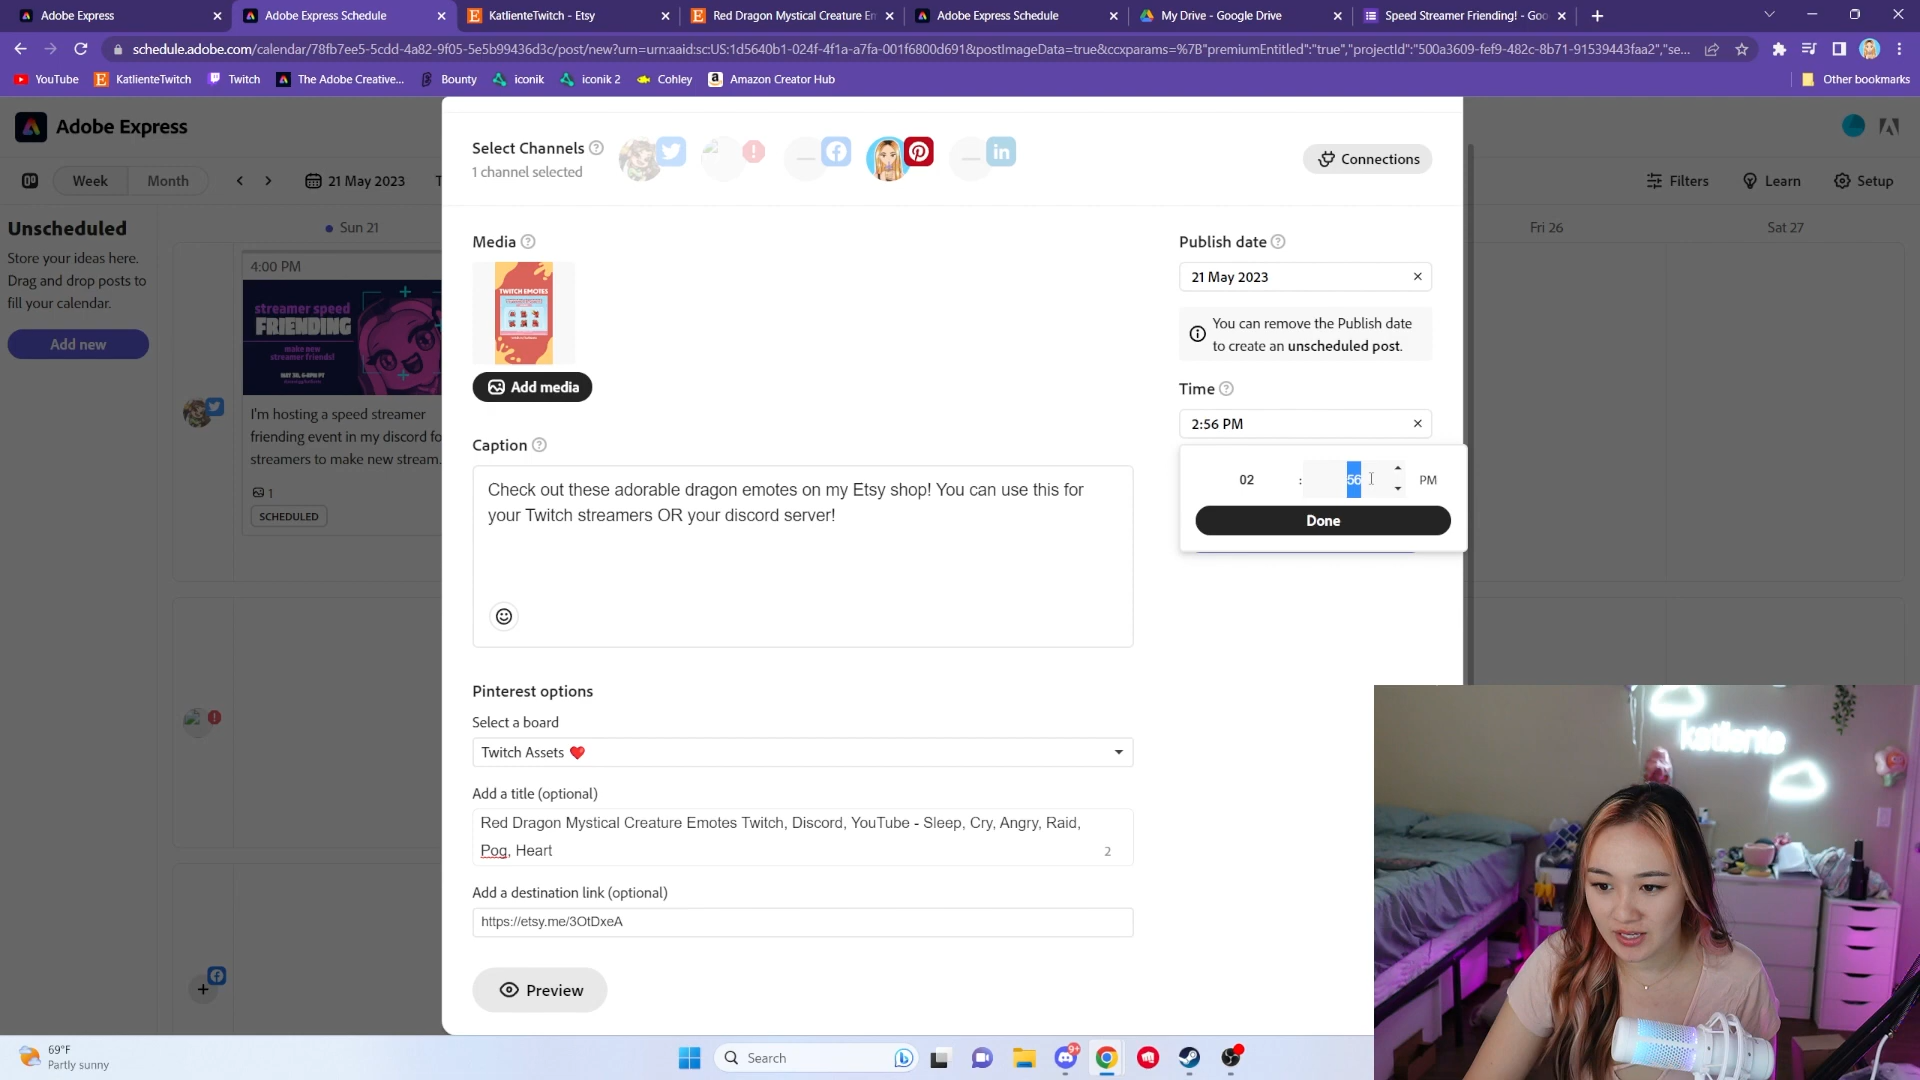 Adobe Express
Adobe Express Schedule
KatlienteTwitch - Etsy
Red Dragon Mystical Creature Em
Adobe Express Schedule
My Drive - Google Drive
Speed Streamer Friending! - Goo
schedule.adobe.com/calendar/78fb7ee5-5cdd-4a82-9f05-5e5b99436d3c/post/new?urn=urn:aaid:sc:US:1d5640b1-024f-4f1a-a7fa-001f6800d691&postImageData=true&ccxparams=%7B"premiumEntitled":"true","projectId":"500a3609-fef9-482c-8b71-91539443faa2","se...
YouTube
KatlienteTwitch
Twitch
The Adobe Creative...
Bounty
iconik
iconik 2
Cohley
Amazon Creator Hub
Other bookmarks
Adobe Express
Week
Month
21 May 2023
T
Filters
Learn
Setup
Unscheduled
Store your ideas here.
Drag and drop posts to
fill your calendar.
Add new
Sun 21
Fri 26
Sat 27
4:00 PM
streamer speed
FRIENDING
make new
streamer friends!
I'm hosting a speed streamer
friending event in my discord fo
streamers to make new stream.
1
SCHEDULED
Select Channels
1 channel selected
Connections
Media
TWITCH EMOTES
Add media
Caption
Check out these adorable dragon emotes on my Etsy shop! You can use this for
your Twitch streamers OR your discord server!
Pinterest options
Select a board
Twitch Assets ❤️
Add a title (optional)
Red Dragon Mystical Creature Emotes Twitch, Discord, YouTube - Sleep, Cry, Angry, Raid,
Pog, Heart
2
Add a destination link (optional)
https://etsy.me/3OtDxeA
Preview
Publish date
21 May 2023
You can remove the Publish date
to create an unscheduled post.
Time
2:56 PM
02 : 56 PM
Done
katliente
69°F
Partly sunny
Search
9+